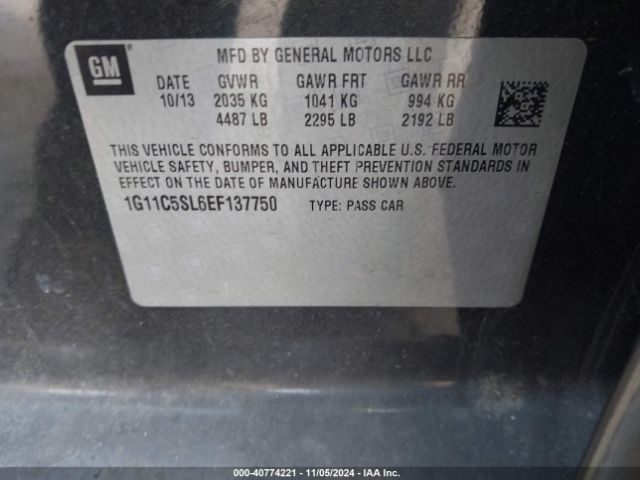 GM
MFD BY GENERAL MOTORS LLC
DATE GVWR GAWR FRT GAWR RR
10/13 2035 KG 1041 KG 994 KG
4487 LB 2295 LB 2192 LB
THIS VEHICLE CONFORMS TO ALL APPLICABLE U.S. FEDERAL MOTOR
VEHICLE SAFETY, BUMPER, AND THEFT PREVENTION STANDARDS IN
EFFECT ON THE DATE OF MANUFACTURE SHOWN ABOVE.
1G11C5SL6EF137750 TYPE: PASS CAR
000-40774221 - 11/05/2024 - IAA Inc.